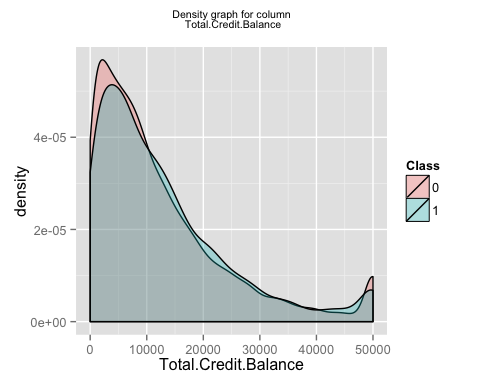 Density graph for column
Total.Credit.Balance
4e-05
2e-05
0e+00
density
0 10000 20000 30000 40000 50000
Total.Credit.Balance
Class
0
1